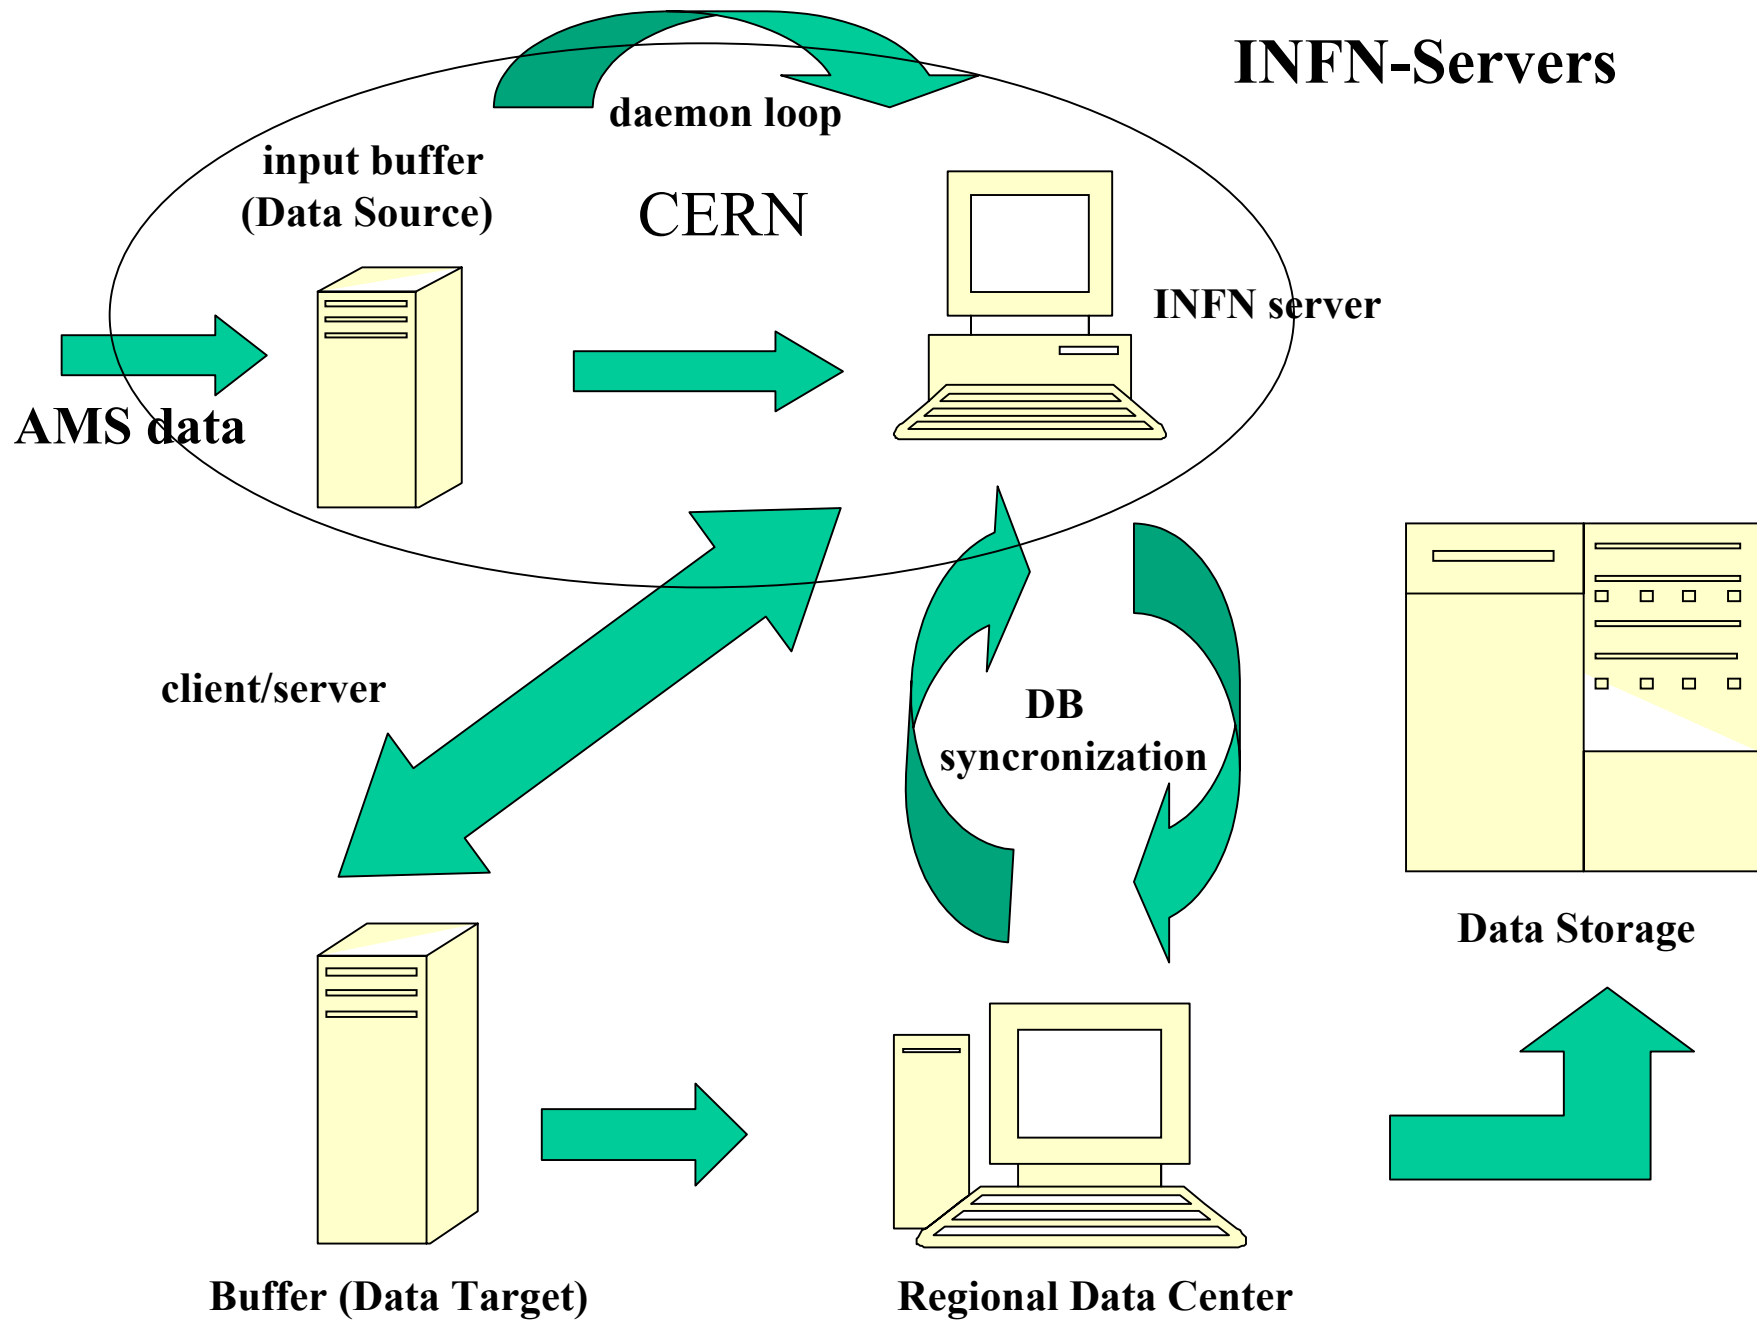 INFN-Servers
daemon loop
input buffer
(Data Source)
CERN
INFN server
AMS data
client/server
DB
syncronization
Data Storage
Buffer (Data Target)
Regional Data Center